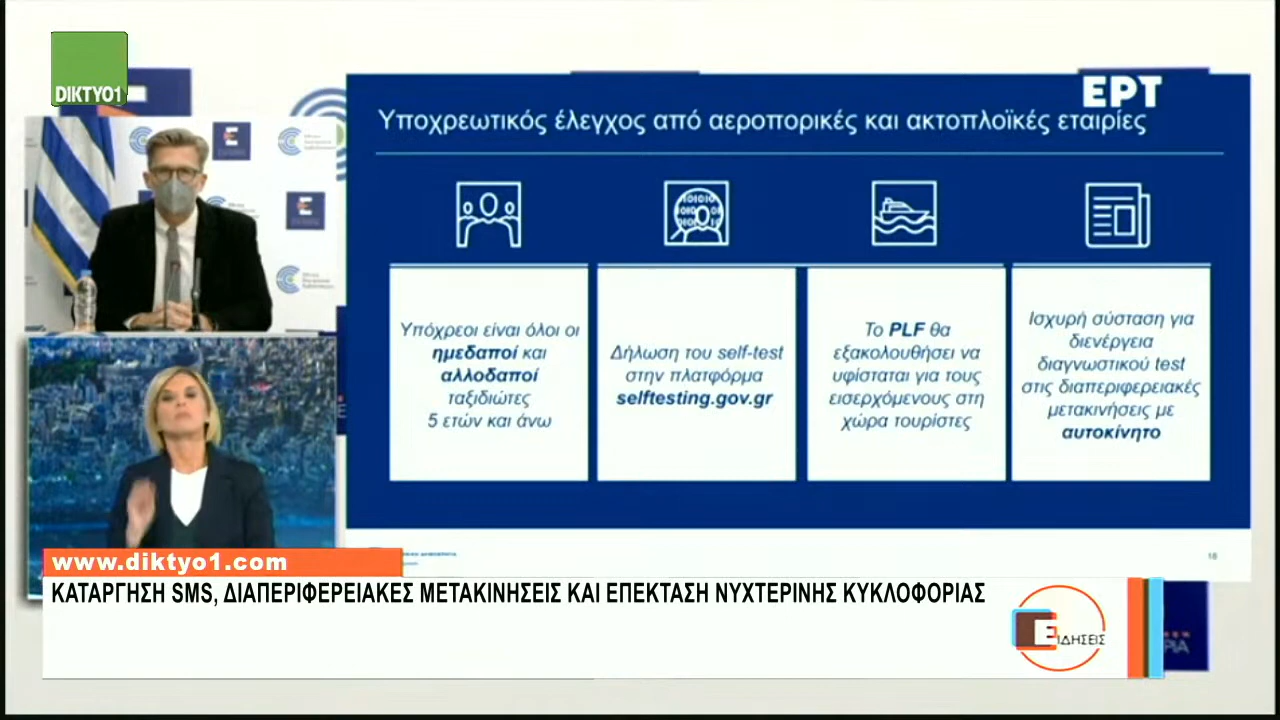 ΔΙΚΤΥΟ1
ΕΡΤ
Υποχρεωτικός έλεγχος από αεροπορικές και ακτοπλοϊκές εταιρίες
Υπόχρεοι είναι όλοι οι
ημεδαποί και
αλλοδαποί
ταξιδιώτες
5 ετών και άνω
Δήλωση του self-test
στην πλατφόρμα
selftesting.gov.gr
Το PLF θα
εξακολουθήσει να
υφίσταται για τους
εισερχόμενους στη
χώρα τουρίστες
Ισχυρή σύσταση για
διενέργεια
διαγνωστικού test
στις διαπεριφερειακές
μετακινήσεις με
αυτοκίνητο
18
www.diktyo1.com
ΚΑΤΑΡΓΗΣΗ SMS, ΔΙΑΠΕΡΙΦΕΡΕΙΑΚΕΣ ΜΕΤΑΚΙΝΗΣΕΙΣ ΚΑΙ ΕΠΕΚΤΑΣΗ ΝΥΧΤΕΡΙΝΗΣ ΚΥΚΛΟΦΟΡΙΑΣ
ΕΙΔΗΣΕΙΣ